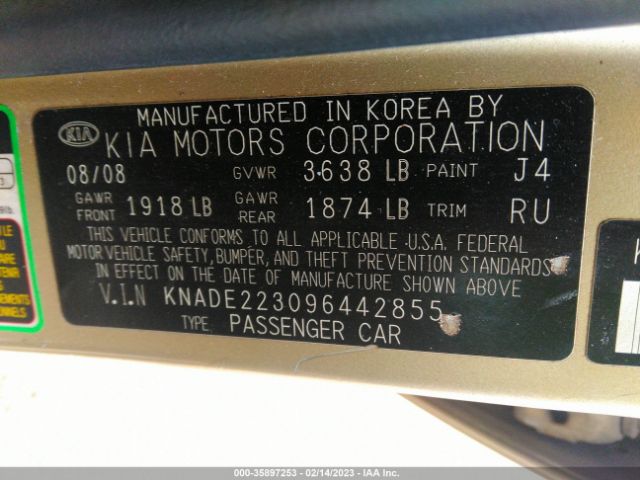 MANUFACTURED IN KOREA BY
KIA
KIA MOTORS CORPORATION
08/08 GVWR 3638 LB PAINT J4
GAWR FRONT 1918 LB GAWR REAR 1874 LB TRIM RU
THIS VEHICLE CONFORMS TO ALL APPLICABLE U.S.A. FEDERAL
MOTOR VEHICLE SAFETY, BUMPER, AND THEFT PREVENTION STANDARDS
IN EFFECT ON THE DATE OF MANUFACTURE SHOWN ABOVE
V.I.N KNADE223096442855
TYPE: PASSENGER CAR
000-35897253 - 02/14/2023 - IAA Inc.